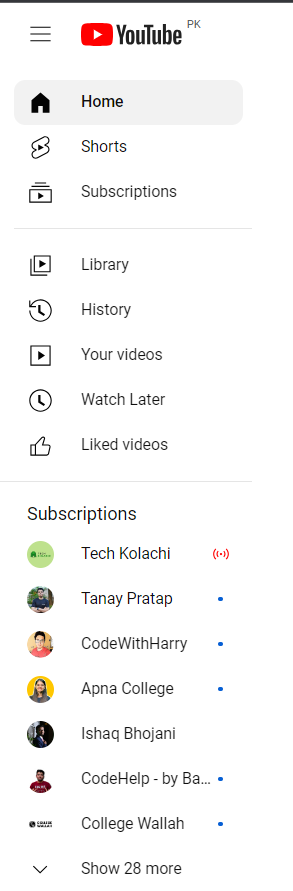 YouTube PK
Home
Shorts
Subscriptions
Library
History
Your videos
Watch Later
Liked videos
Subscriptions
Tech Kolachi
Tanay Pratap
CodeWithHarry
Apna College
Ishaq Bhojani
CodeHelp - by Ba...
College Wallah
Show 28 more